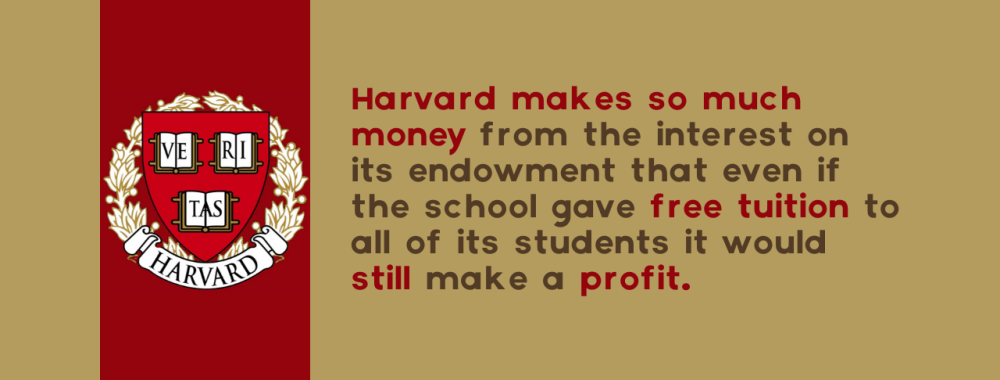 VE RI
TAS
HARVARD
Harvard makes so much
money from the interest on
its endowment that even if
the school gave free tuition to
all of its students it would
still make a profit.